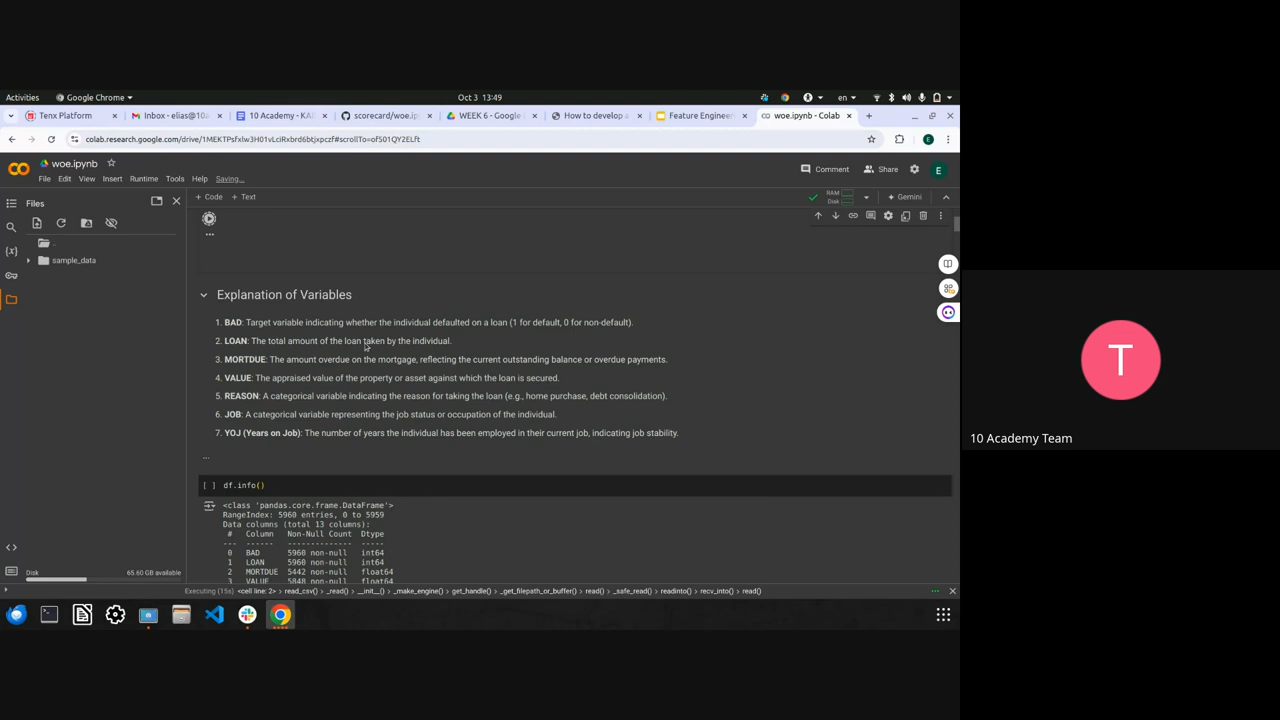 Activities
Google Chrome
Oct 3 13:49
en
Tenx Platform
Inbox - elias@10a
10 Academy - KAI
scorecard/woe.ip
WEEK 6 - Google
How to develop a
Feature Engineer
woe.ipynb - Colab
colab.research.google.com/drive/1MEKTPsfxlw3H01vLciRxbrd6btjxpczf#scrollTo=of501QY2ELft
woe.ipynb
Comment
Share
E
File Edit View Insert Runtime Tools Help Saving...
Files
+ Code + Text
RAM
Disk
Gemini
..
sample_data
...
Explanation of Variables
1. BAD: Target variable indicating whether the individual defaulted on a loan (1 for default, 0 for non-default).
2. LOAN: The total amount of the loan taken by the individual.
3. MORTDUE: The amount overdue on the mortgage, reflecting the current outstanding balance or overdue payments.
4. VALUE: The appraised value of the property or asset against which the loan is secured.
5. REASON: A categorical variable indicating the reason for taking the loan (e.g., home purchase, debt consolidation).
6. JOB: A categorical variable representing the job status or occupation of the individual.
7. YOJ (Years on Job): The number of years the individual has been employed in their current job, indicating job stability.
...
[ ] df.info()
<class 'pandas.core.frame.DataFrame'>
RangeIndex: 5960 entries, 0 to 5959
Data columns (total 13 columns):
# Column Non-Null Count Dtype
--- ------ -------------- -----
0 BAD 5960 non-null int64
1 LOAN 5960 non-null int64
2 MORTDUE 5442 non-null float64
3 VALUE 5848 non-null float64
Disk 65.60 GB available
Executing (15s) <cell line: 2> > read_csv() > _read() > __init__() > _make_engine() > get_handle() > _get_filepath_or_buffer() > read() > _safe_read() > readinto() > recv_into() > read()
T
10 Academy Team